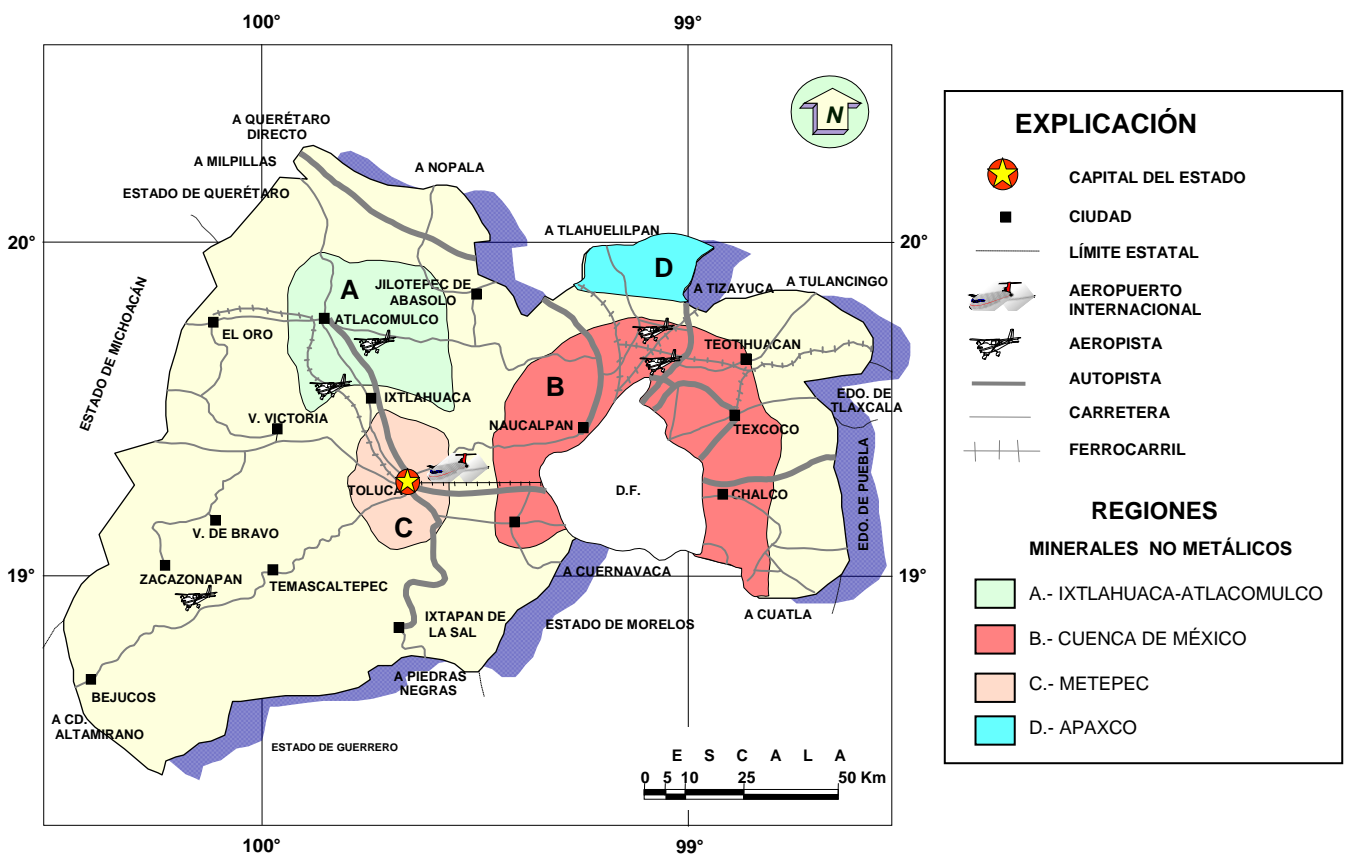 100°
99°
N
A QUERÉTARO
DIRECTO
A MILPILLAS
A NOPALA
ESTADO DE QUERÉTARO
A TLAHUELILPAN
20°
20°
D
A TULANCINGO
A TIZAYUCA
A
JILOTEPEC DE
ABASOLO
ESTADO DE MICHOACÁN
ATLACOMULCO
EL ORO
TEOTIHUACAN
B
IXTLAHUACA
EDO. DE
TLAXCALA
V. VICTORIA
NAUCALPAN
TEXCOCO
TOLUCA
D.F.
CHALCO
EDO. DE PUEBLA
C
V. DE BRAVO
A CUERNAVACA
ZACAZONAPAN
TEMASCALTEPEC
19°
19°
IXTAPAN DE
LA SAL
ESTADO DE MORELOS
A CUATLA
A PIEDRAS
NEGRAS
BEJUCOS
A CD.
ALTAMIRANO
ESTADO DE GUERRERO
E S C A L A
0 5 10 25 50 Km
100°
99°
EXPLICACIÓN
CAPITAL DEL ESTADO
CIUDAD
LÍMITE ESTATAL
AEROPUERTO
INTERNACIONAL
AEROPISTA
AUTOPISTA
CARRETERA
FERROCARRIL
REGIONES
MINERALES NO METÁLICOS
A.- IXTLAHUACA-ATLACOMULCO
B.- CUENCA DE MÉXICO
C.- METEPEC
D.- APAXCO